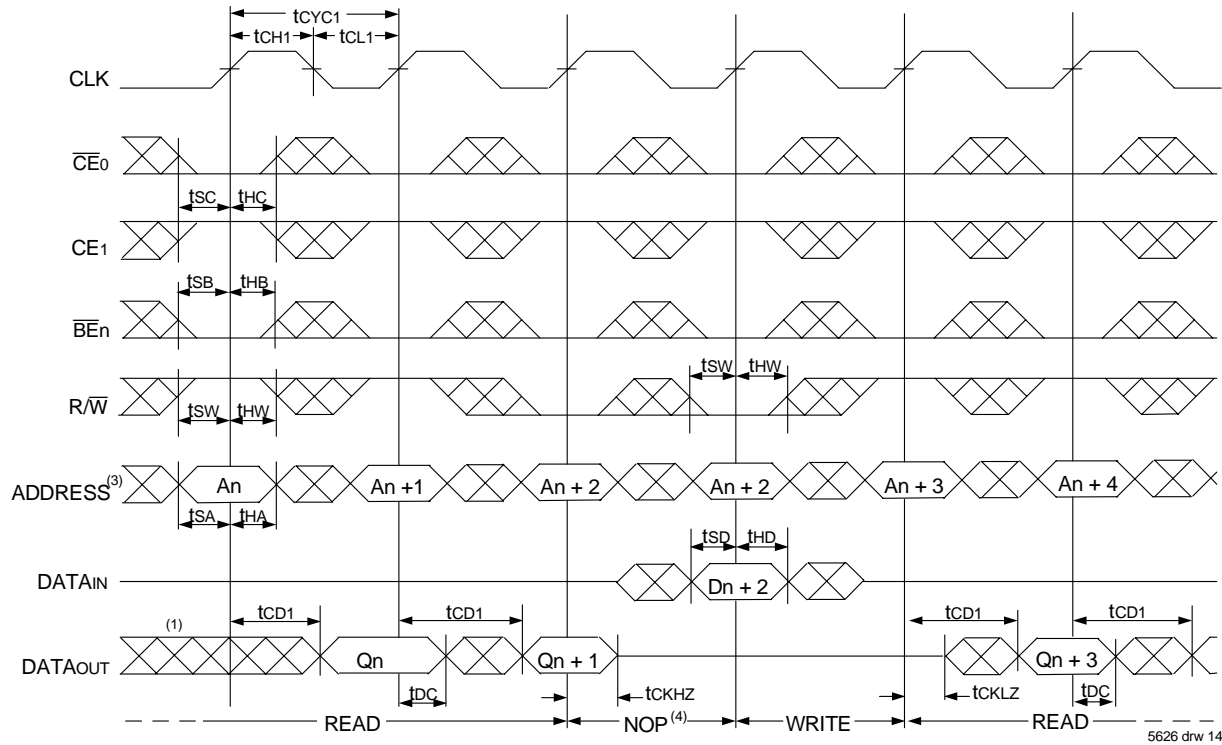 tCYC1
tCH1 tCL1
CLK
CE0
tSC tHC
CE1
tSB tHB
BEn
tSW tHW
R/W
tSW tHW
ADDRESS(3) An An +1 An + 2 An + 2 An + 3 An + 4
tSA tHA
tSD tHD
DATAIN Dn + 2
tCD1 tCD1 tCD1 tCD1
(1)
DATAOUT Qn Qn + 1 Qn + 3
tDC tCKHZ tCKLZ tDC
READ NOP(4) WRITE READ
5626 drw 14